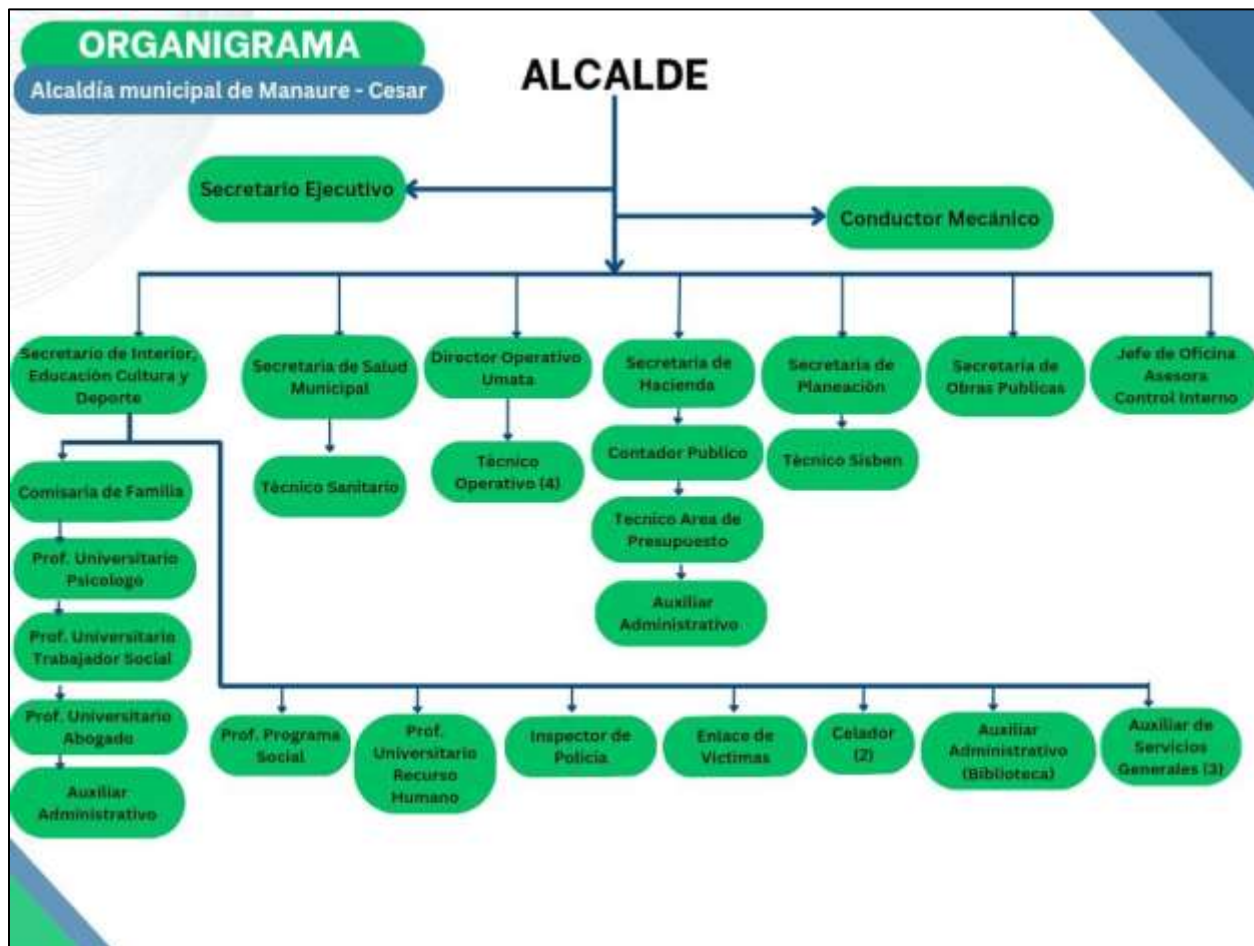 ORGANIGRAMA
Alcaldía municipal de Manaure - Cesar
ALCALDE
Secretario Ejecutivo
Conductor Mecánico
Secretario de Interior,
Educación Cultura y
Deporte
Secretaria de Salud
Municipal
Director Operativo
Umata
Secretaria de
Hacienda
Secretaria de
Planeación
Secretaria de
Obras Publicas
Jefe de Oficina
Asesora
Control Interno
Comisaria de Familia
Técnico Sanitario
Técnico
Operativo (4)
Contador Publico
Técnico Sisben
Tecnico Area de
Presupuesto
Auxiliar
Administrativo
Prof. Universitario
Psicologo
Prof. Universitario
Trabajador Social
Prof. Universitario
Abogado
Auxiliar
Administrativo
Prof. Programa
Social
Prof.
Universitario
Recurso
Humano
Inspector de
Policía
Enlace de
Victimas
Celador
(2)
Auxiliar
Administrativo
(Biblioteca)
Auxiliar de
Servicios
Generales (3)